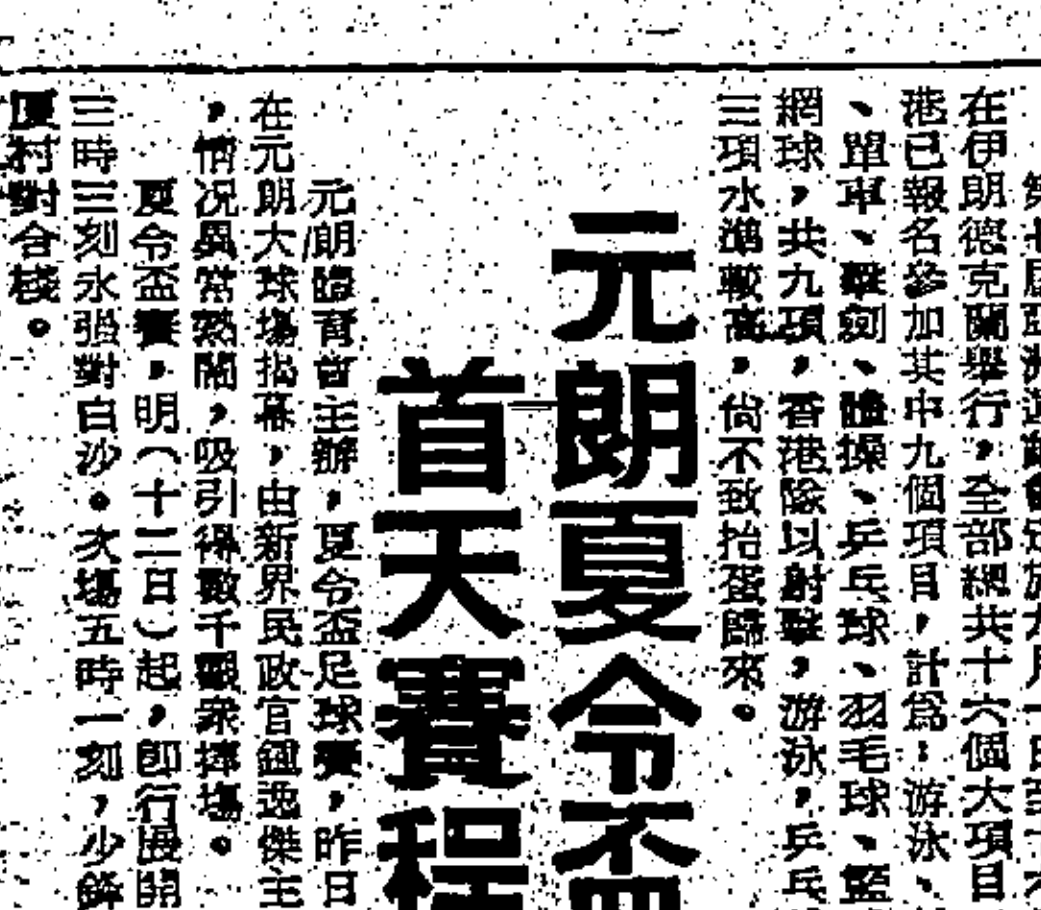 在伊朗德克蘭舉行，全部總共十六個大項目
港已報名參加其中九個項目，計爲：游泳、
、單車、擊劍、體操、乒乓球、羽毛球、籃
網球，共九項，香港隊以射擊，游泳，乒乓
三項水準較高，尙不致抬蛋歸來。
元朗夏令盃
首天賽程
元朗體育會主辦，夏令盃足球賽，昨日
在元朗大球塲揭幕，由新界民政官鍾逸傑主
，情况異常熱鬧，吸引得數千觀衆捧塲。
夏令盃賽，明（十二日）起，即行展開
三時三刻永强對白沙。次塲五時一刻，少鋒
厦村對合棧。